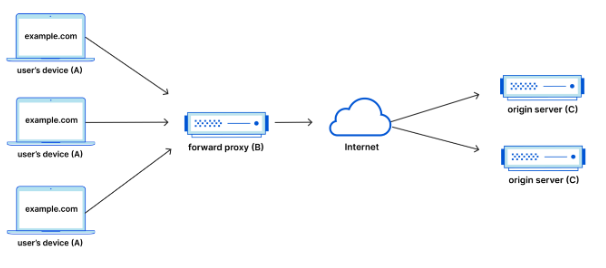 example.com
user's device (A)
example.com
user's device (A)
example.com
user's device (A)
forward proxy (B)
Internet
origin server (C)
origin server (C)